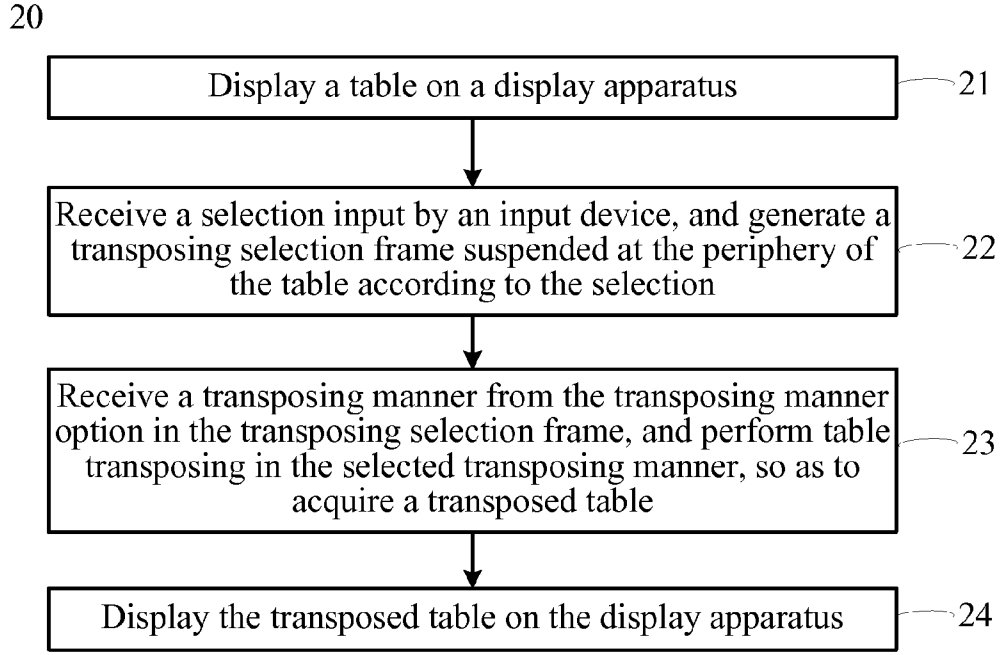 20
Display a table on a display apparatus
21
Receive a selection input by an input device, and generate a
transposing selection frame suspended at the periphery of
the table according to the selection
22
Receive a transposing manner from the transposing manner
option in the transposing selection frame, and perform table
transposing in the selected transposing manner, so as to
acquire a transposed table
23
Display the transposed table on the display apparatus
24